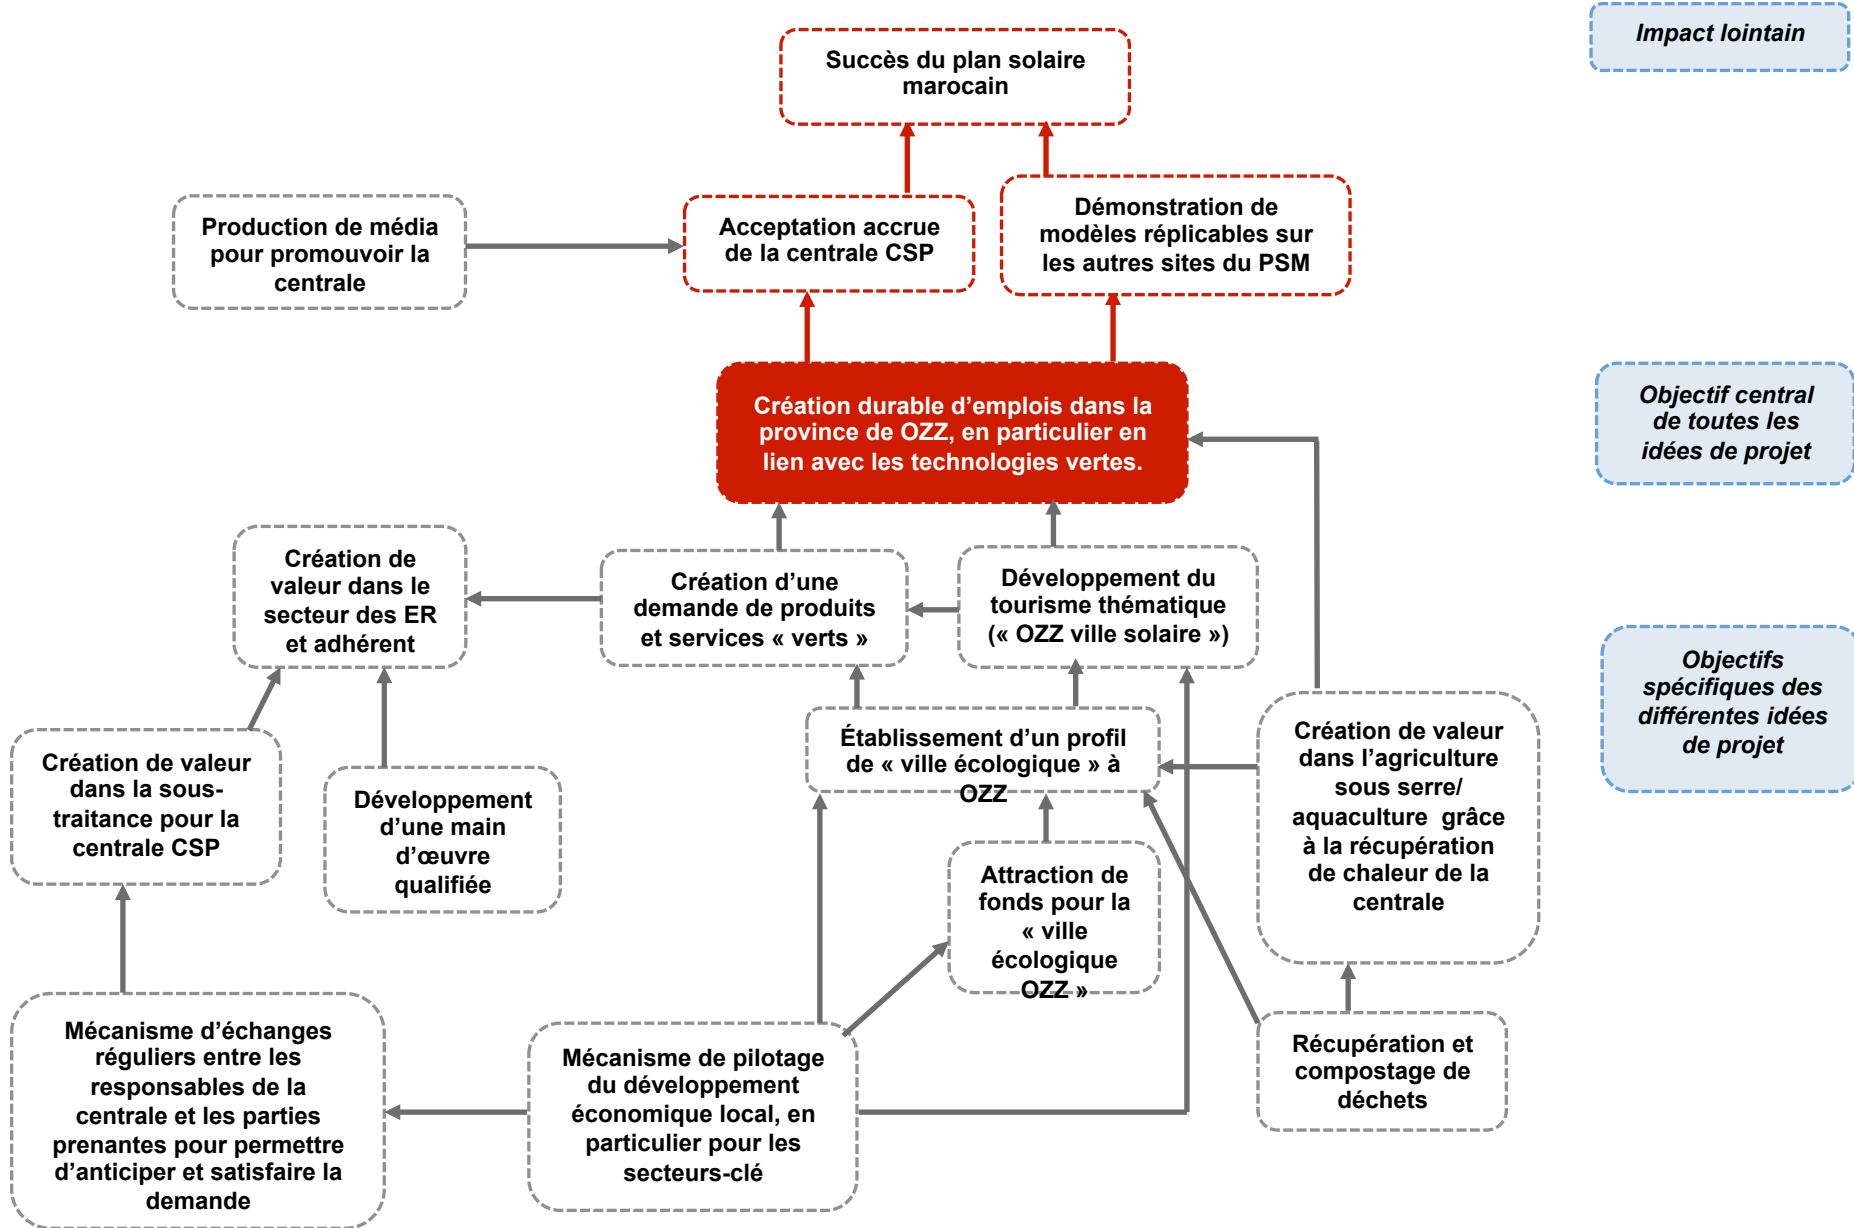 Impact lointain
Succès du plan solaire
marocain
Production de média
pour promouvoir la
centrale
Acceptation accrue
de la centrale CSP
Démonstration de
modèles réplicables sur
les autres sites du PSM
Création durable d’emplois dans la
province de OZZ, en particulier en
lien avec les technologies vertes.
Objectif central
de toutes les
idées de projet
Création de
valeur dans le
secteur des ER
et adhérent
Création d’une
demande de produits
et services « verts »
Développement du
tourisme thématique
(« OZZ ville solaire »)
Objectifs
spécifiques des
différentes idées
de projet
Création de valeur
dans la sous-
traitance pour la
centrale CSP
Développement
d’une main
d’œuvre
qualifiée
Établissement d’un profil
de « ville écologique » à
OZZ
Création de valeur
dans l’agriculture
sous serre/
aquaculture grâce
à la récupération
de chaleur de la
centrale
Attraction de
fonds pour la
« ville
écologique
OZZ »
Mécanisme d’échanges
réguliers entre les
responsables de la
centrale et les parties
prenantes pour permettre
d’anticiper et satisfaire la
demande
Mécanisme de pilotage
du développement
économique local, en
particulier pour les
secteurs-clé
Récupération et
compostage de
déchets